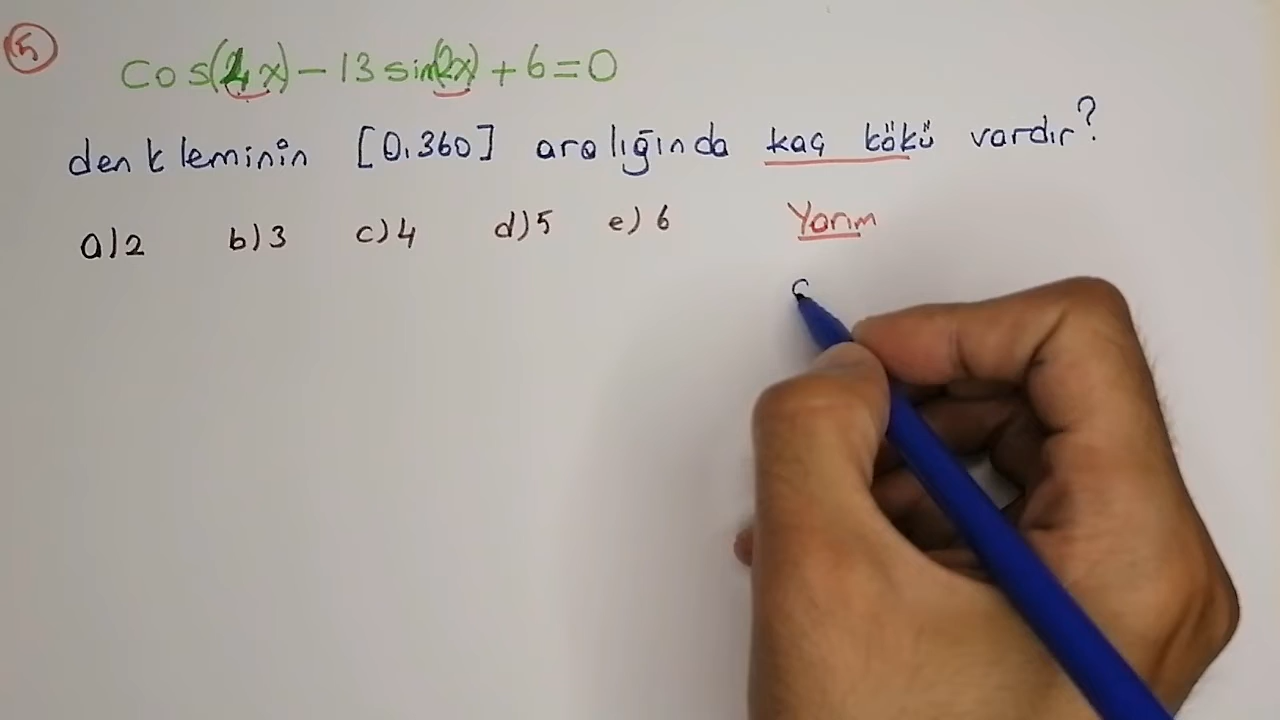 5
cos(4x) - 13 sin(2x) + 6 = 0
denkleminin [0,360] aralığında kaç kökü vardır?
a) 2 b) 3 c) 4 d) 5 e) 6 Yarım